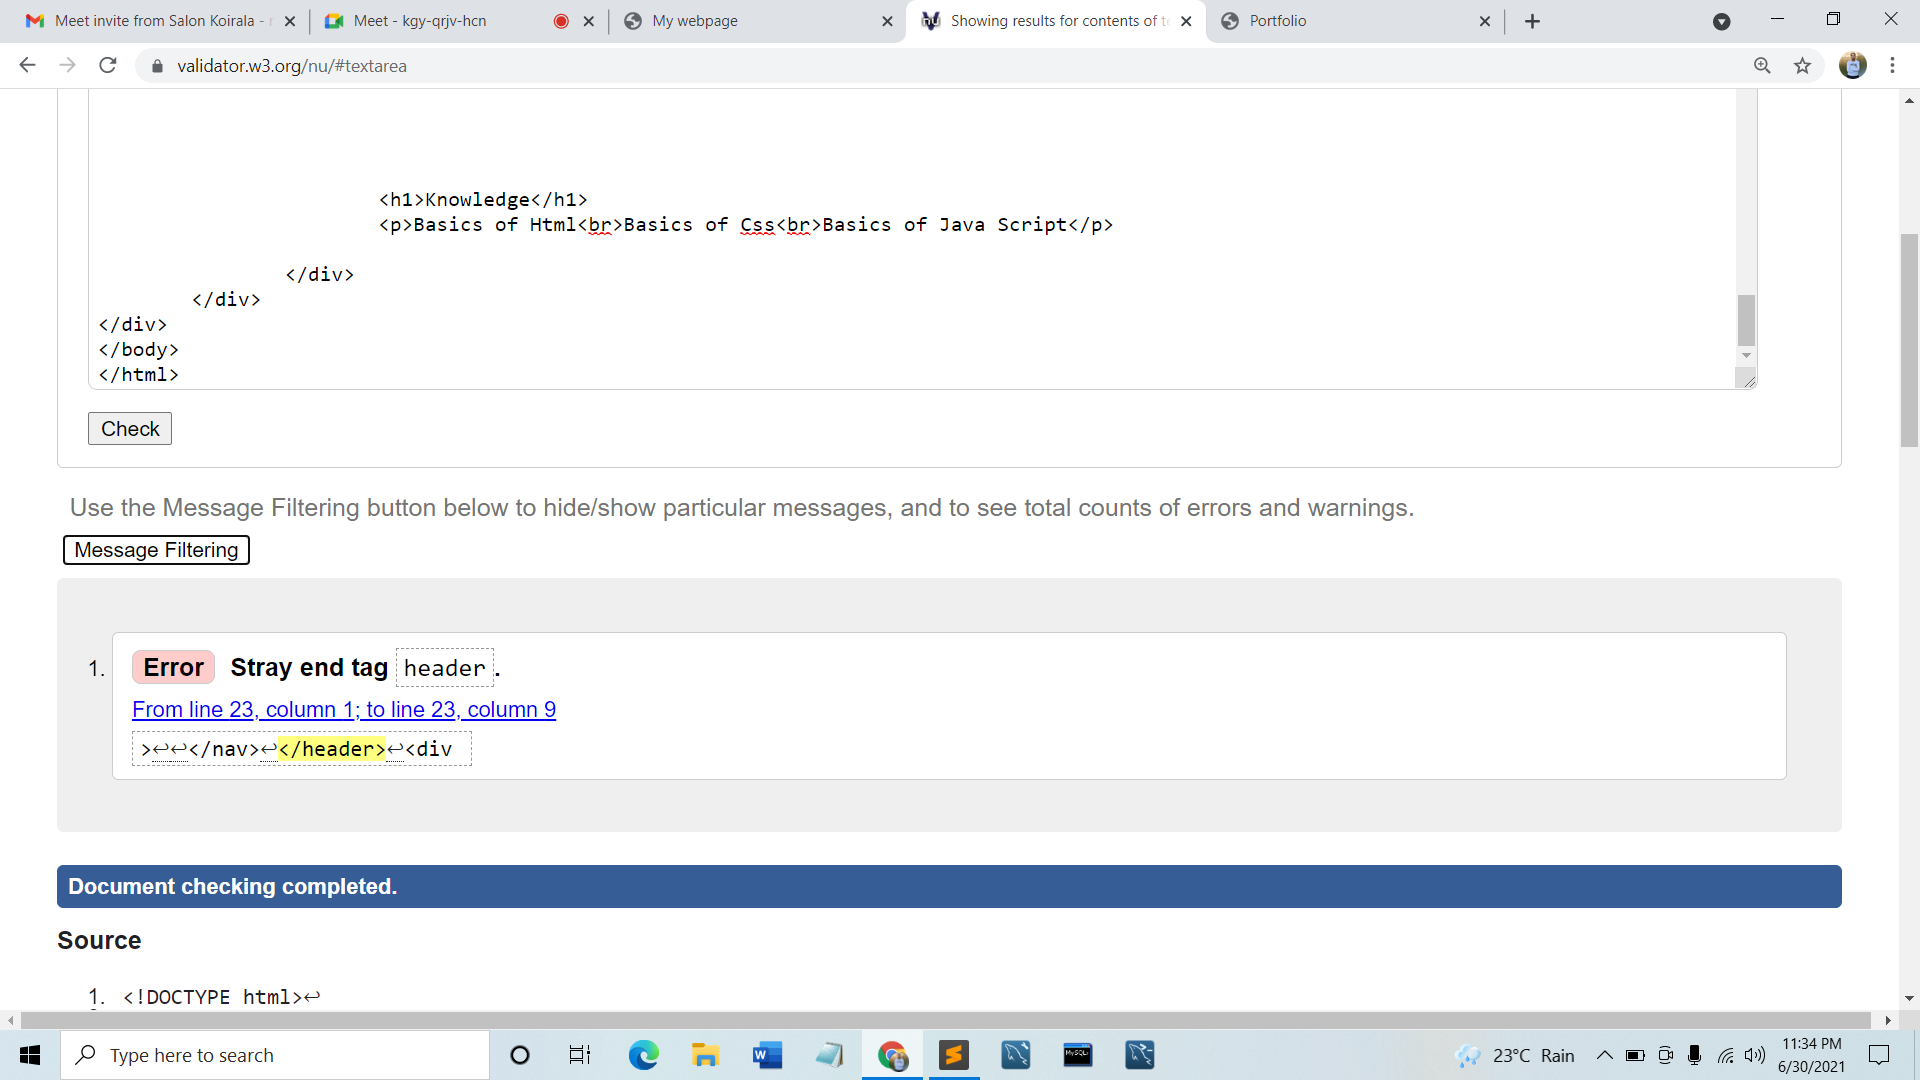 Meet invite from Salon Koirala -
Meet - kgy-qrjv-hcn
My webpage
Showing results for contents of te
Portfolio
validator.w3.org/nu/#textarea
<h1>Knowledge</h1>
<p>Basics of Html<br>Basics of Css<br>Basics of Java Script</p>
</div>
</div>
</div>
</body>
</html>
Check
Use the Message Filtering button below to hide/show particular messages, and to see total counts of errors and warnings.
Message Filtering
1. Error Stray end tag header.
From line 23, column 1; to line 23, column 9
>↩↩</nav>↩</header>↩<div
Document checking completed.
Source
1. <!DOCTYPE html>↩
Type here to search
23°C Rain
11:34 PM
6/30/2021